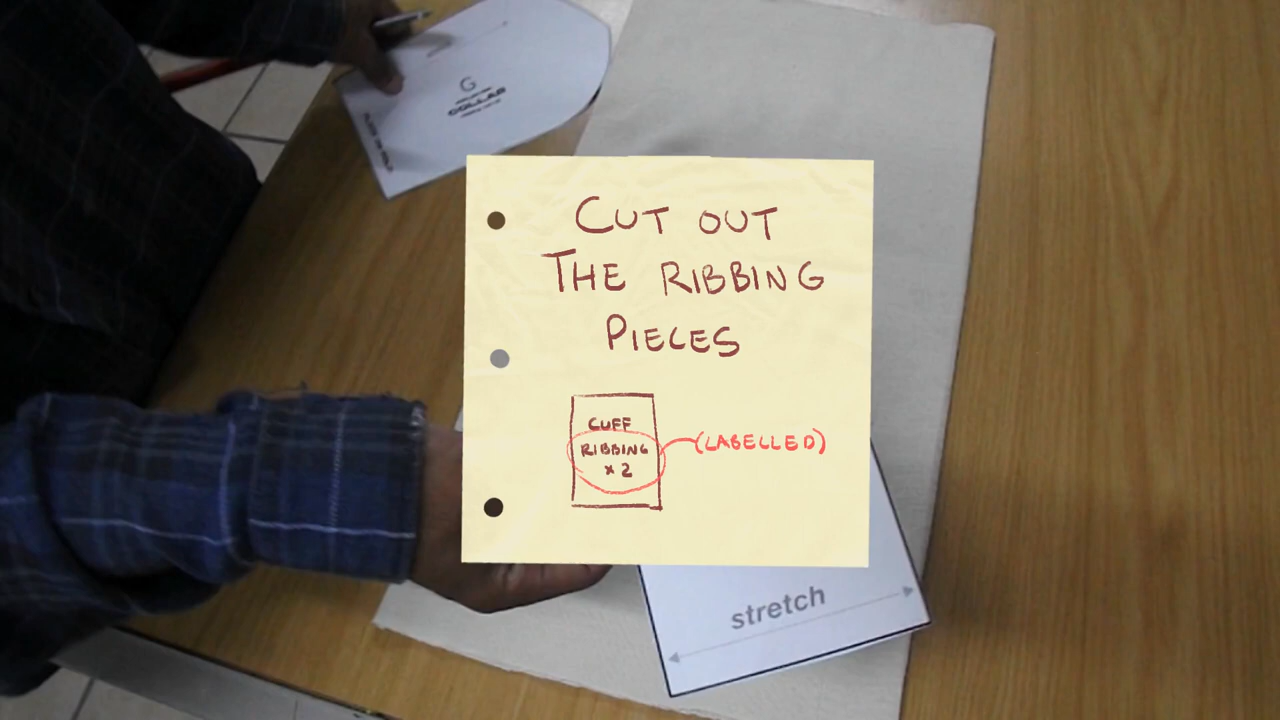 G
COLLAR
CUT OUT
THE RIBBING
PIECES
CUFF
RIBBING
x 2
(LABELLED)
stretch